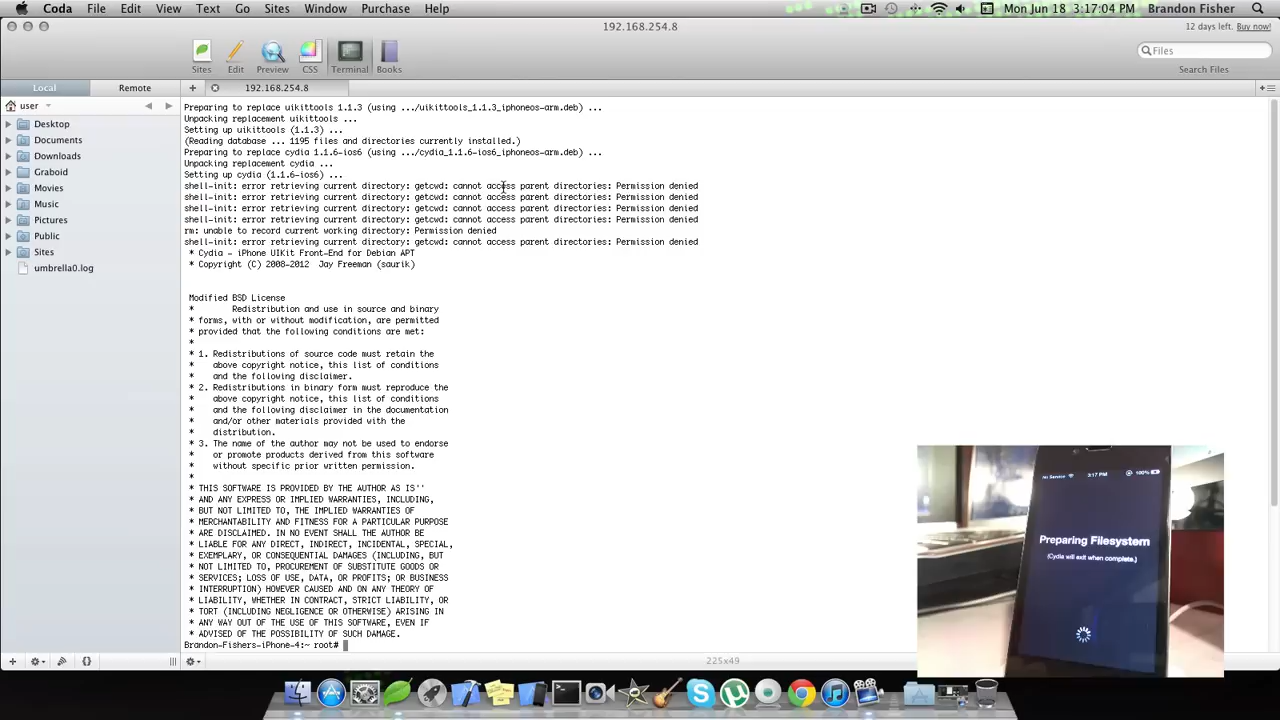 Coda File Edit View Text Go Sites Window Purchase Help Mon Jun 18 3:17:04 PM Brandon Fisher
192.168.254.8
12 days left. Buy now!
Sites Edit Preview CSS Terminal Books
Files
Search Files
Local Remote
192.168.254.8
user
Desktop
Documents
Downloads
Graboid
Movies
Music
Pictures
Public
Sites
umbrella0.log
Preparing to replace uikittools 1.1.3 (using .../uikittools_1.1.3_iphoneos-arm.deb) ...
Unpacking replacement uikittools ...
Setting up uikittools (1.1.3) ...
(Reading database ... 1195 files and directories currently installed.)
Preparing to replace cydia 1.1.6-ios6 (using .../cydia_1.1.6-ios6_iphoneos-arm.deb) ...
Unpacking replacement cydia ...
Setting up cydia (1.1.6-ios6) ...
shell-init: error retrieving current directory: getcwd: cannot access parent directories: Permission denied
shell-init: error retrieving current directory: getcwd: cannot access parent directories: Permission denied
shell-init: error retrieving current directory: getcwd: cannot access parent directories: Permission denied
shell-init: error retrieving current directory: getcwd: cannot access parent directories: Permission denied
rm: unable to record current working directory: Permission denied
shell-init: error retrieving current directory: getcwd: cannot access parent directories: Permission denied
* Cydia - iPhone UIKit Front-End for Debian APT
* Copyright (C) 2008-2012 Jay Freeman (saurik)
Modified BSD License
* Redistribution and use in source and binary
* forms, with or without modification, are permitted
* provided that the following conditions are met:
*
* 1. Redistributions of source code must retain the
* above copyright notice, this list of conditions
* and the following disclaimer.
* 2. Redistributions in binary form must reproduce the
* above copyright notice, this list of conditions
* and the following disclaimer in the documentation
* and/or other materials provided with the
* distribution.
* 3. The name of the author may not be used to endorse
* or promote products derived from this software
* without specific prior written permission.
*
* THIS SOFTWARE IS PROVIDED BY THE AUTHOR AS IS''
* AND ANY EXPRESS OR IMPLIED WARRANTIES, INCLUDING,
* BUT NOT LIMITED TO, THE IMPLIED WARRANTIES OF
* MERCHANTABILITY AND FITNESS FOR A PARTICULAR PURPOSE
* ARE DISCLAIMED. IN NO EVENT SHALL THE AUTHOR BE
* LIABLE FOR ANY DIRECT, INDIRECT, INCIDENTAL, SPECIAL,
* EXEMPLARY, OR CONSEQUENTIAL DAMAGES (INCLUDING, BUT
* NOT LIMITED TO, PROCUREMENT OF SUBSTITUTE GOODS OR
* SERVICES; LOSS OF USE, DATA, OR PROFITS; OR BUSINESS
* INTERRUPTION) HOWEVER CAUSED AND ON ANY THEORY OF
* LIABILITY, WHETHER IN CONTRACT, STRICT LIABILITY, OR
* TORT (INCLUDING NEGLIGENCE OR OTHERWISE) ARISING IN
* ANY WAY OUT OF THE USE OF THIS SOFTWARE, EVEN IF
* ADVISED OF THE POSSIBILITY OF SUCH DAMAGE.
Brandon-Fishers-iPhone-4:~ root#
225x49
No Service 3:17 PM 100%
Preparing Filesystem
(Cydia will exit when complete.)